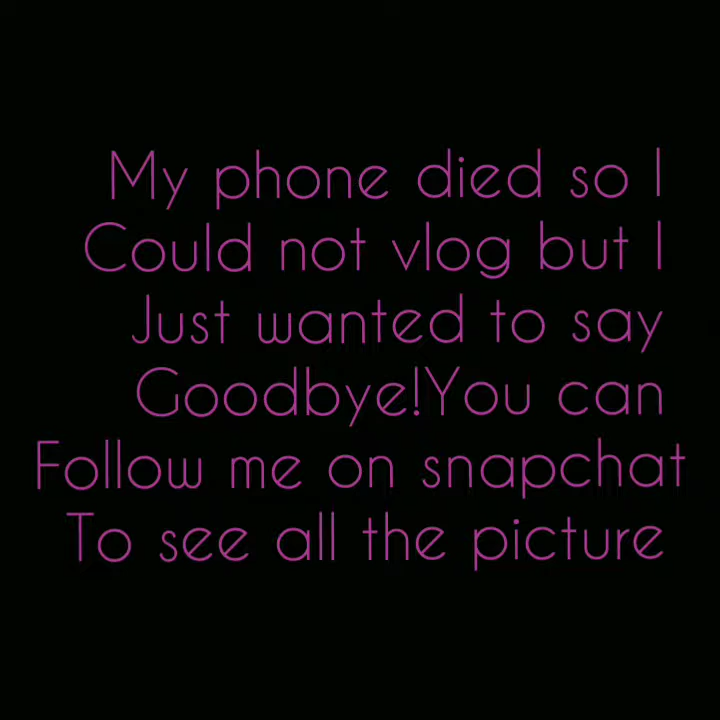 My phone died so I
Could not vlog but I
Just wanted to say
Goodbye!You can
Follow me on snapchat
To see all the picture